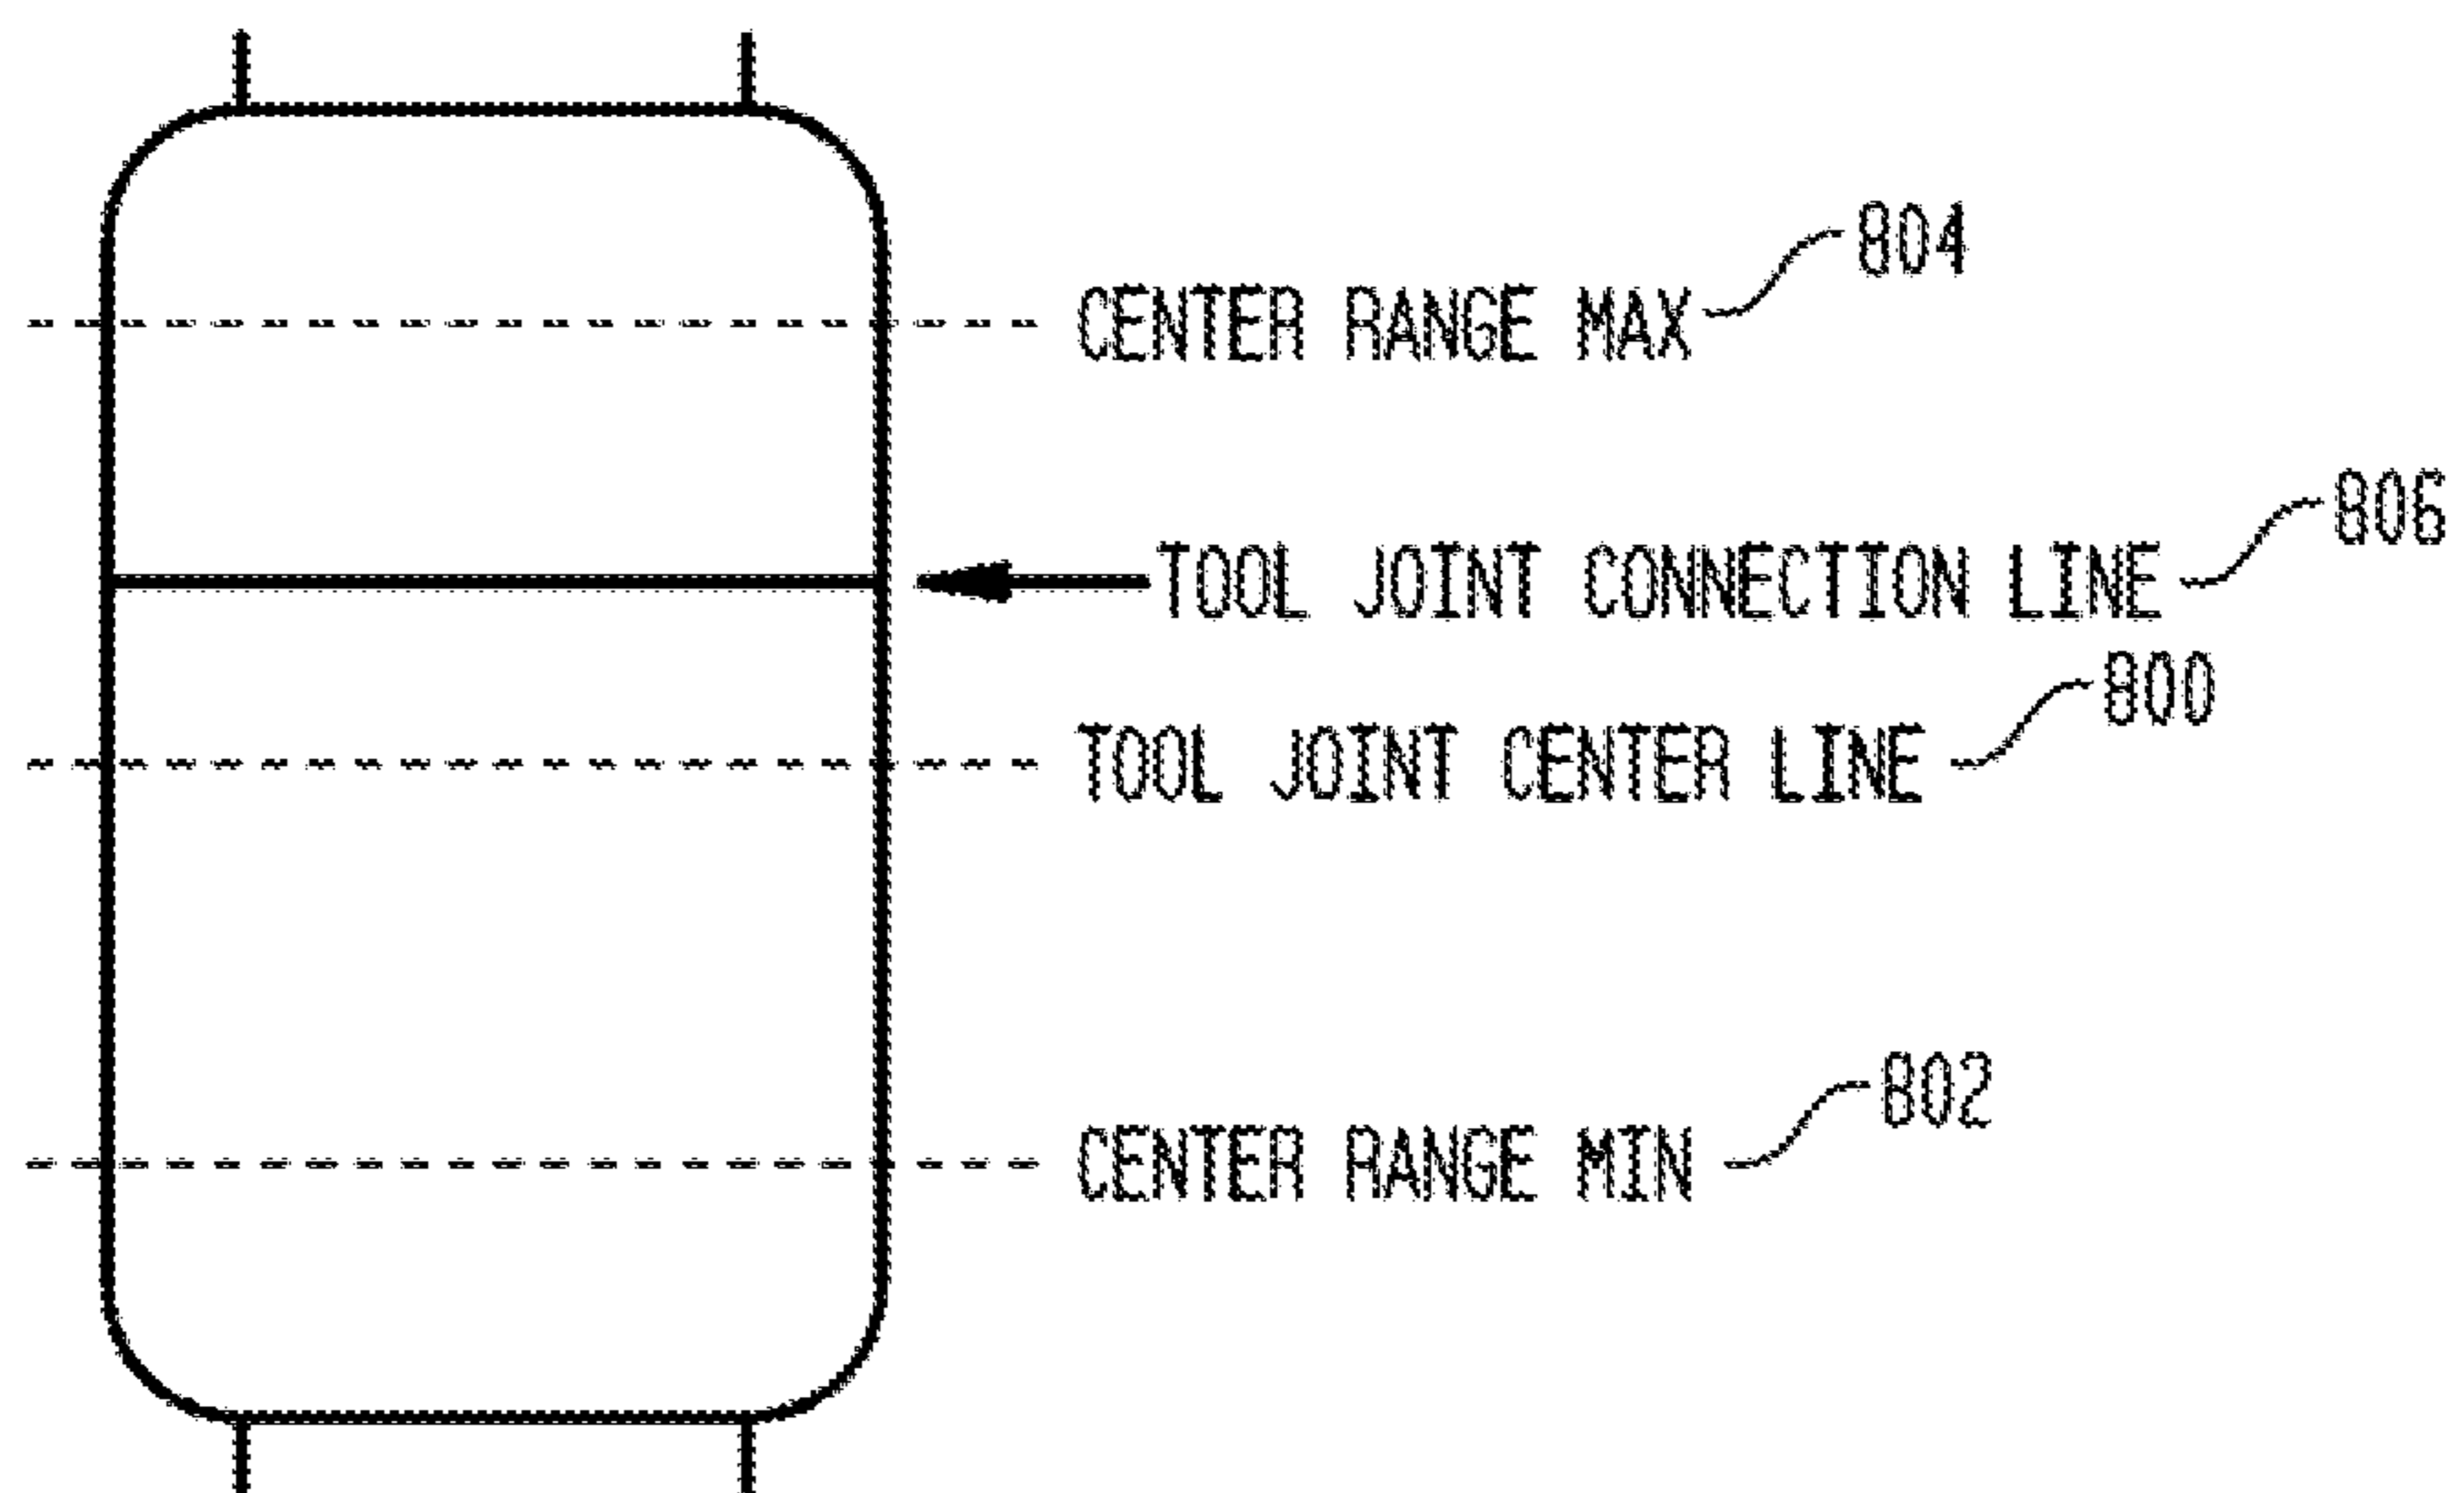 804
CENTER RANGE MAX
806
TOOL JOINT CONNECTION LINE
800
TOOL JOINT CENTER LINE
802
CENTER RANGE MIN